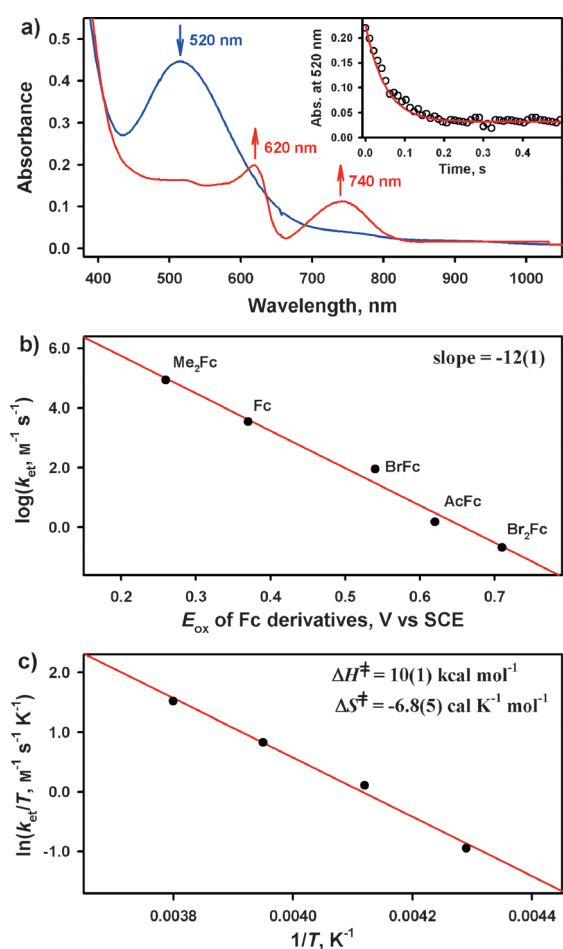 a)
520 nm
620 nm
740 nm
Absorbance
0.5
0.4
0.3
0.2
0.1
0.0
400 500 600 700 800 900 1000
Wavelength, nm
Abs. at 520 nm
0.20
0.15
0.10
0.05
0.00
0.0 0.1 0.2 0.3 0.4
Time, s
b)
slope = -12(1)
Me₂Fc
Fc
BrFc
AcFc
Br₂Fc
log(kₑₜ, M⁻¹ s⁻¹)
6.0
4.0
2.0
0.0
0.2 0.3 0.4 0.5 0.6 0.7
Eₒₓ of Fc derivatives, V vs SCE
c)
ΔH‡ = 10(1) kcal mol⁻¹
ΔS‡ = -6.8(5) cal K⁻¹ mol⁻¹
ln(kₑₜ/T, M⁻¹ s⁻¹ K⁻¹)
2.0
1.0
0.0
-1.0
0.0038 0.0040 0.0042 0.0044
1/T, K⁻¹